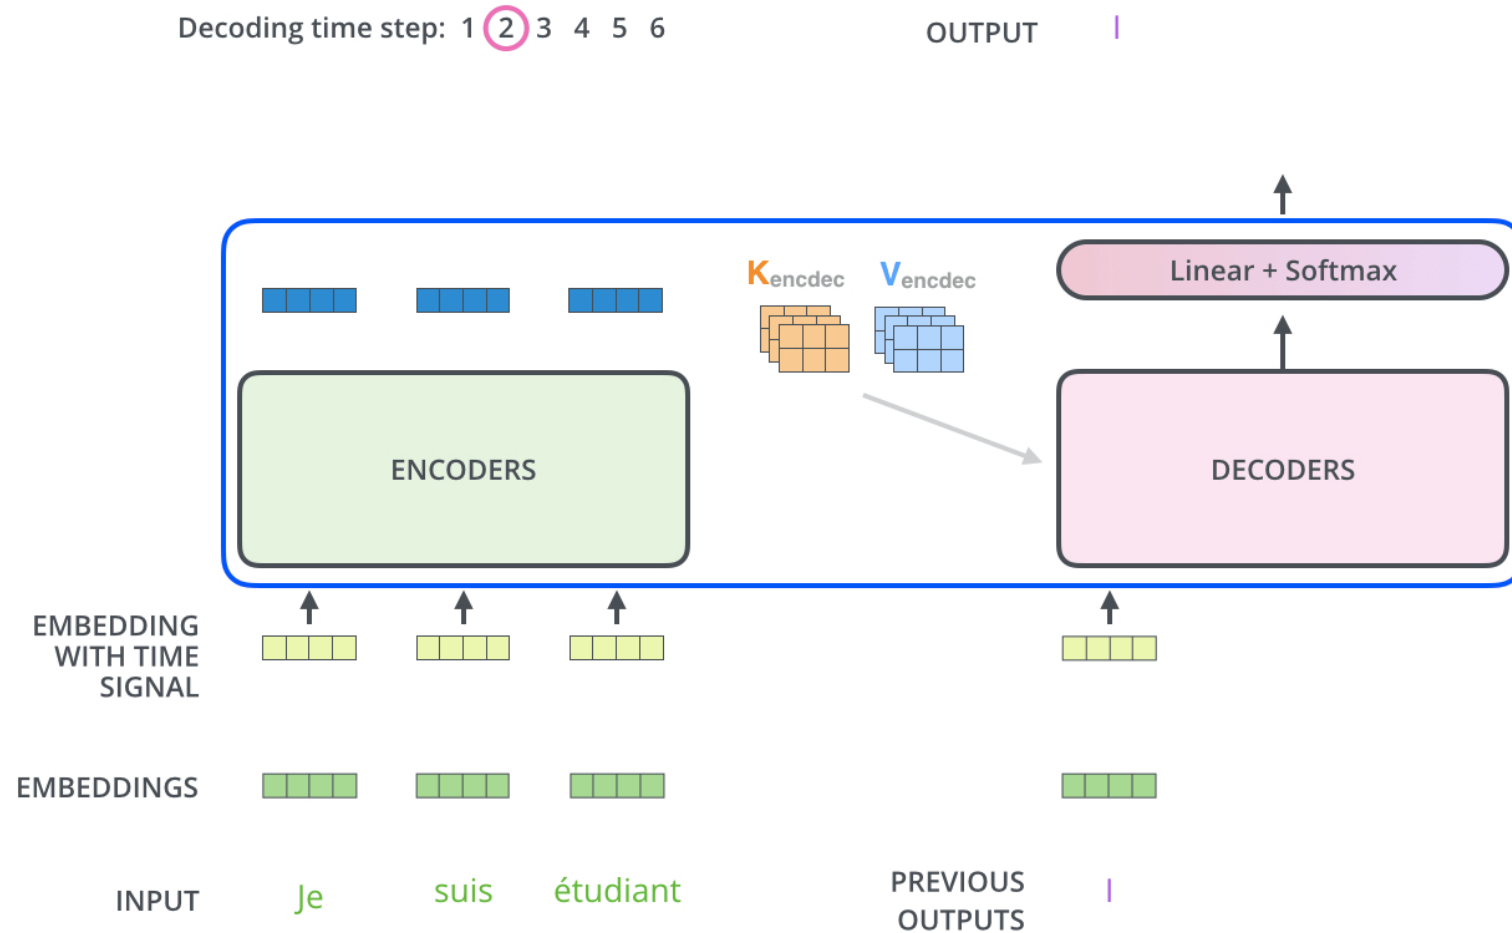 Decoding time step: 1 2 3 4 5 6
OUTPUT I
Kencdec Vencdec
Linear + Softmax
ENCODERS
DECODERS
EMBEDDING
WITH TIME
SIGNAL
EMBEDDINGS
INPUT Je suis étudiant
PREVIOUS
OUTPUTS
I